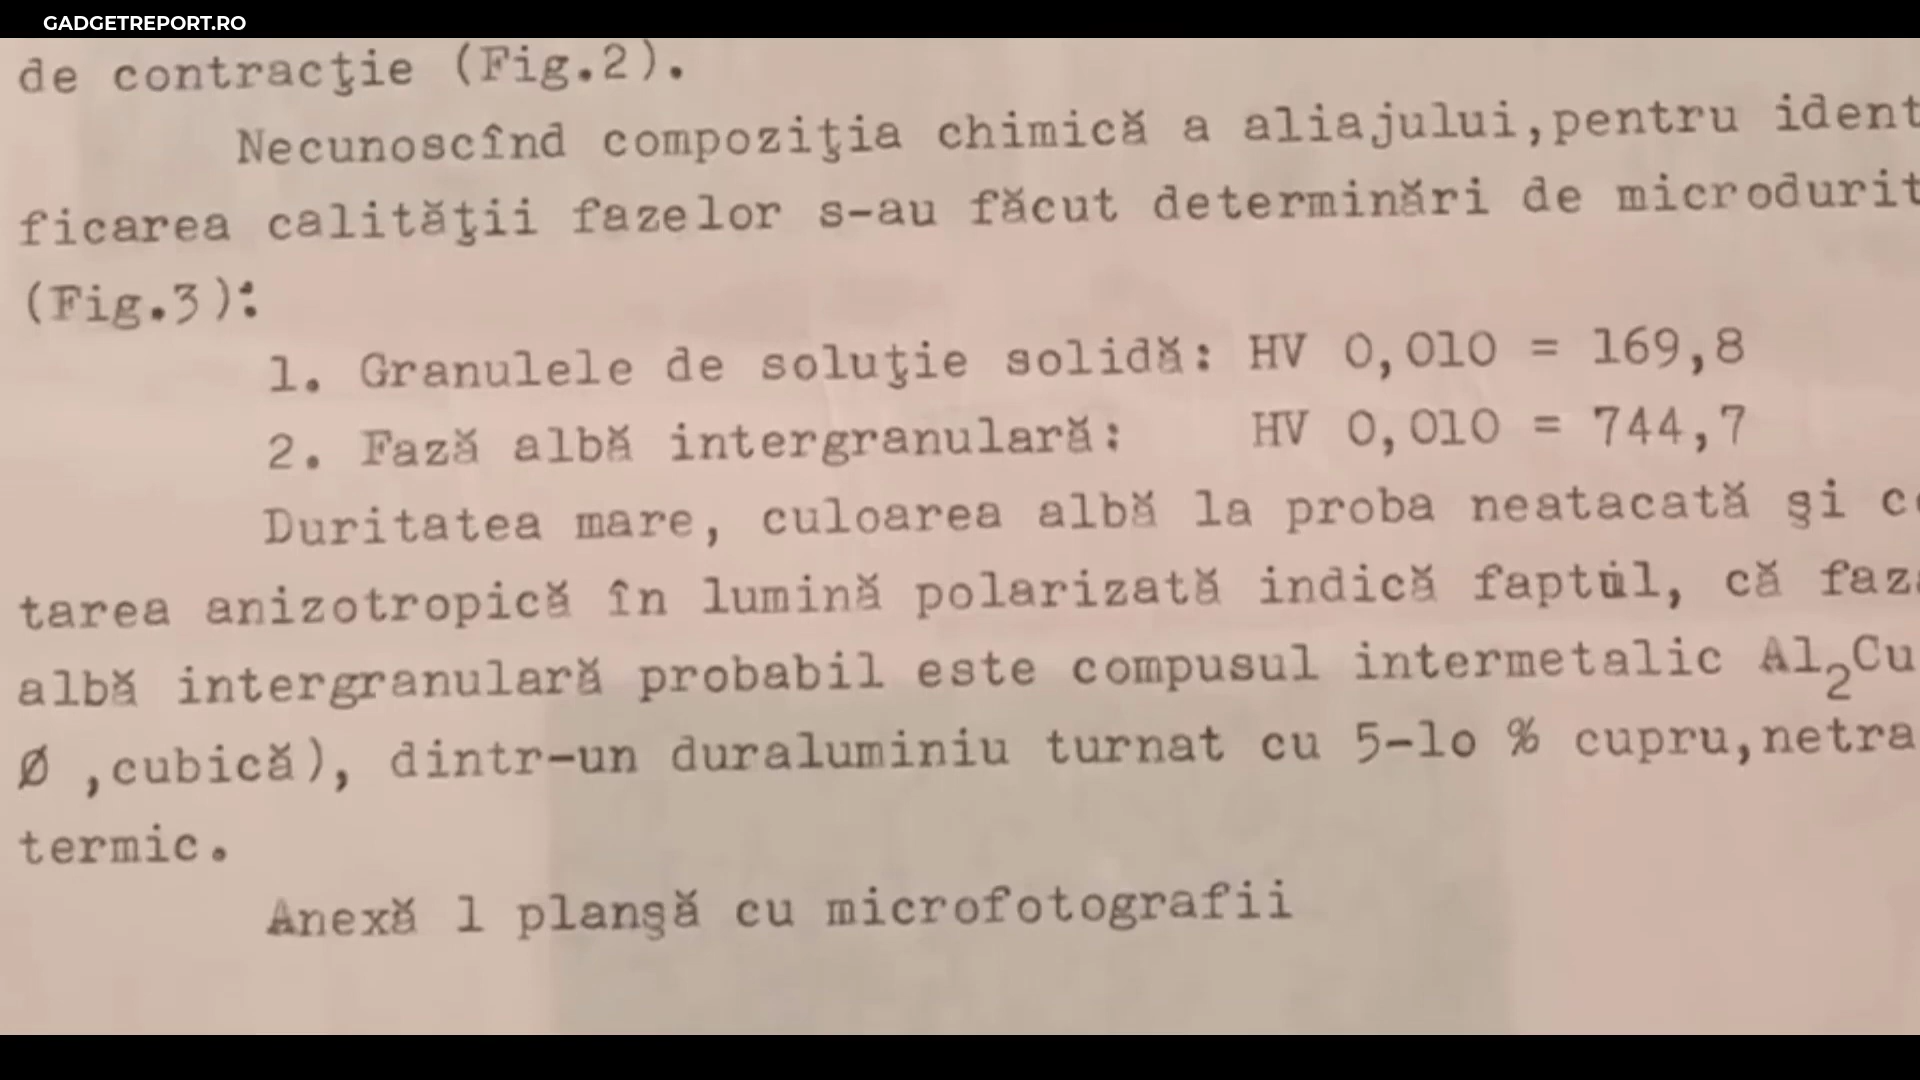 GADGETREPORT.RO
de contracţie (Fig.2).
Necunoscînd compoziţia chimică a aliajului,pentru ident
ficarea calităţii fazelor s-au făcut determinări de microdurit
(Fig.3):
1. Granulele de soluţie solidă: HV 0,010 = 169,8
2. Fază albă intergranulară: HV 0,010 = 744,7
Duritatea mare, culoarea albă la proba neatacată şi
tarea anizotropică în lumină polarizată indică faptul, că faz
albă intergranulară probabil este compusul intermetalic Al₂Cu
Ø ,cubică), dintr-un duraluminiu turnat cu 5-lo % cupru,netra
termic.
Anexă l planşă cu microfotografii